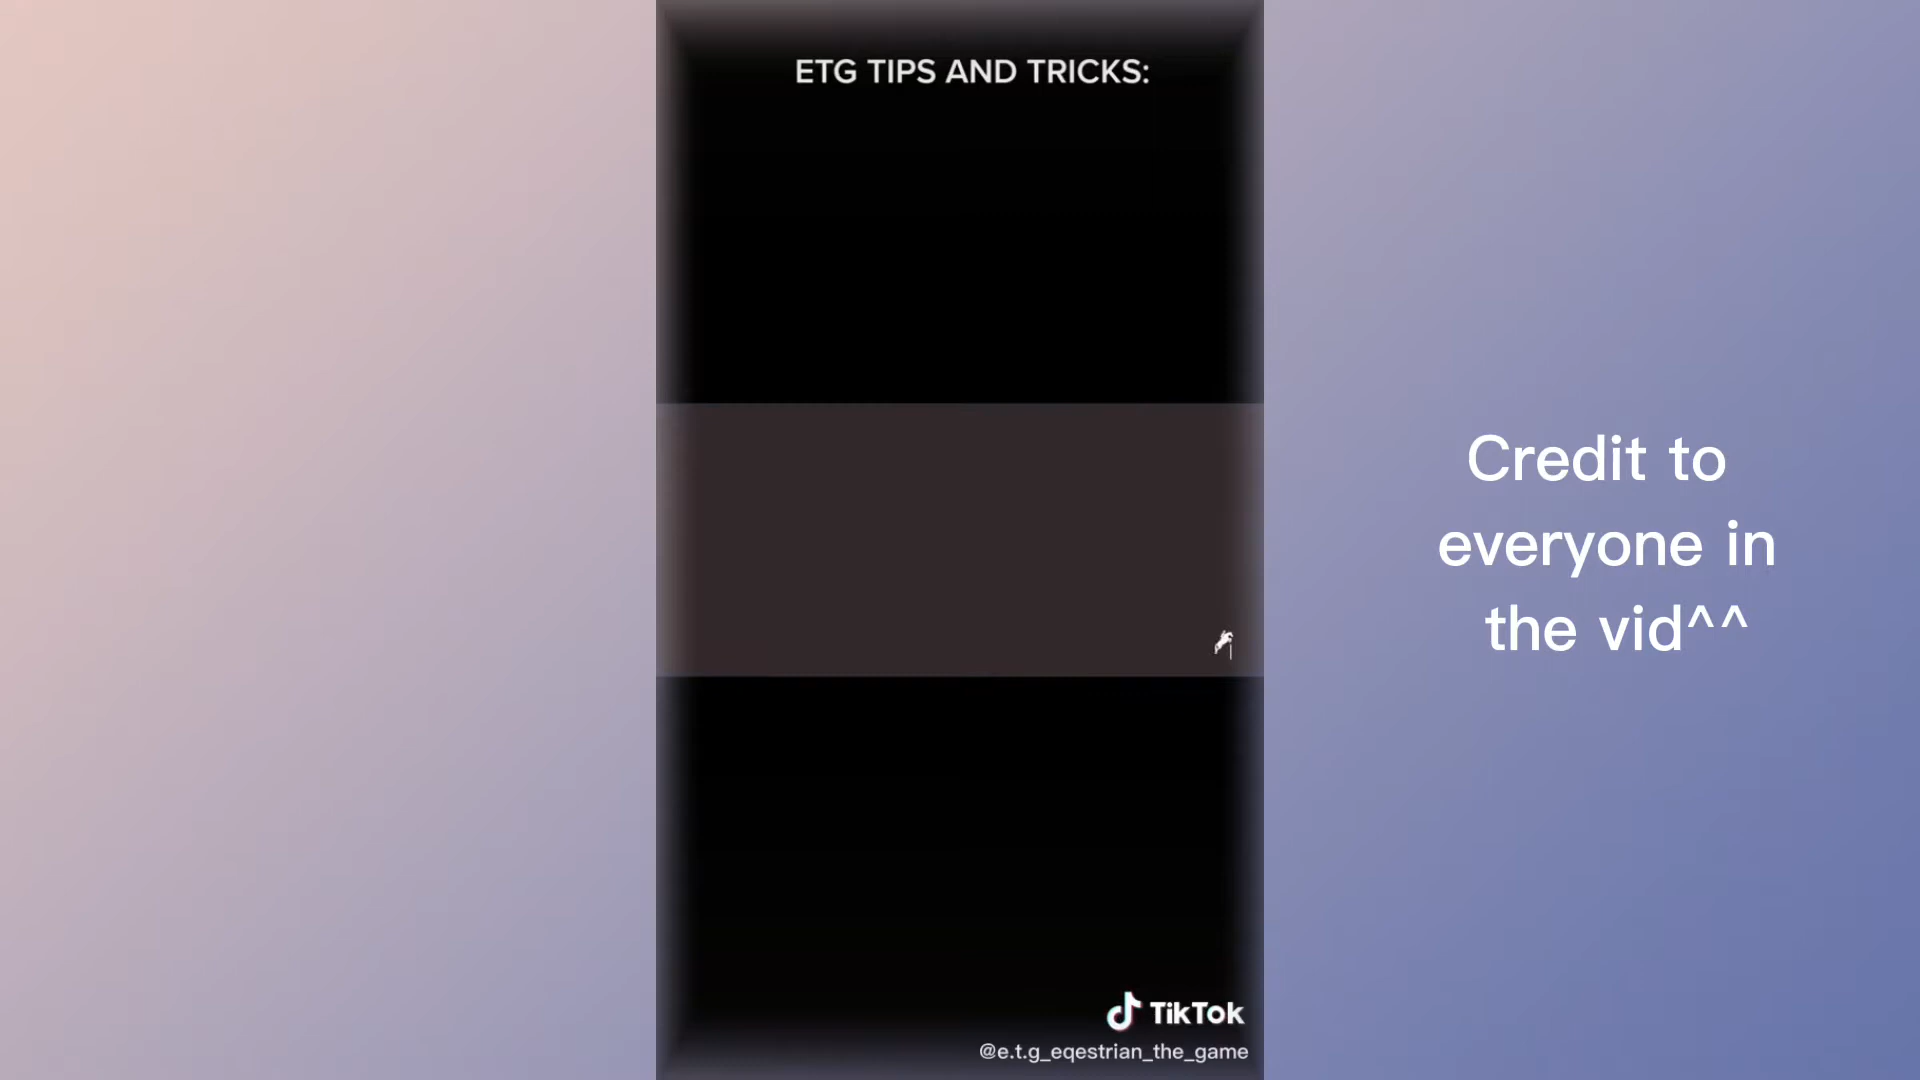 ETG TIPS AND TRICKS:
Credit to
everyone in
the vid^^
TikTok
@e.t.g_eqestrian_the_game